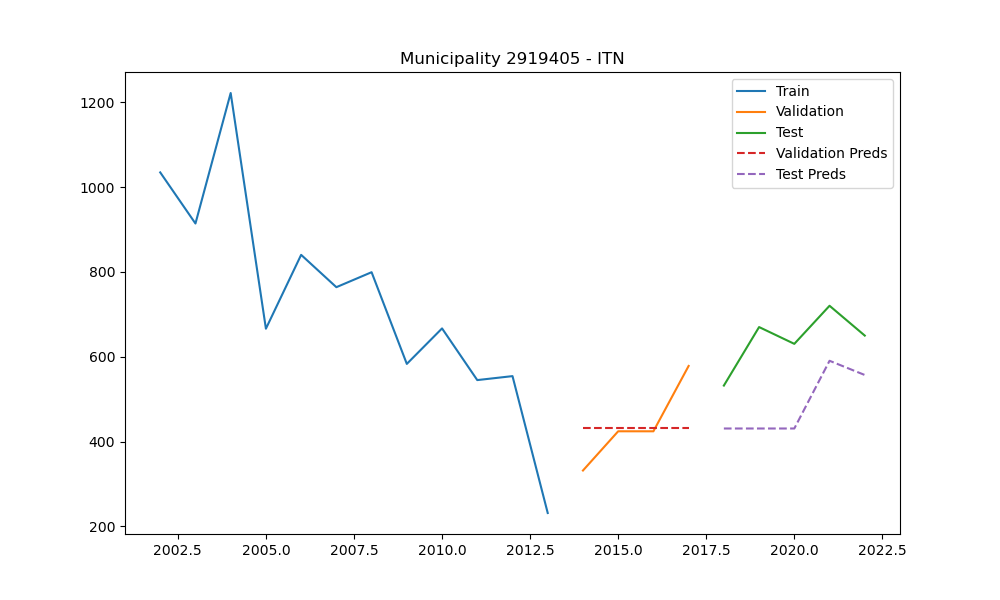 Municipality 2919405 - ITN
Train
Validation
Test
Validation Preds
Test Preds
1200
1000
800
600
400
200
2002.5 2005.0 2007.5 2010.0 2012.5 2015.0 2017.5 2020.0 2022.5